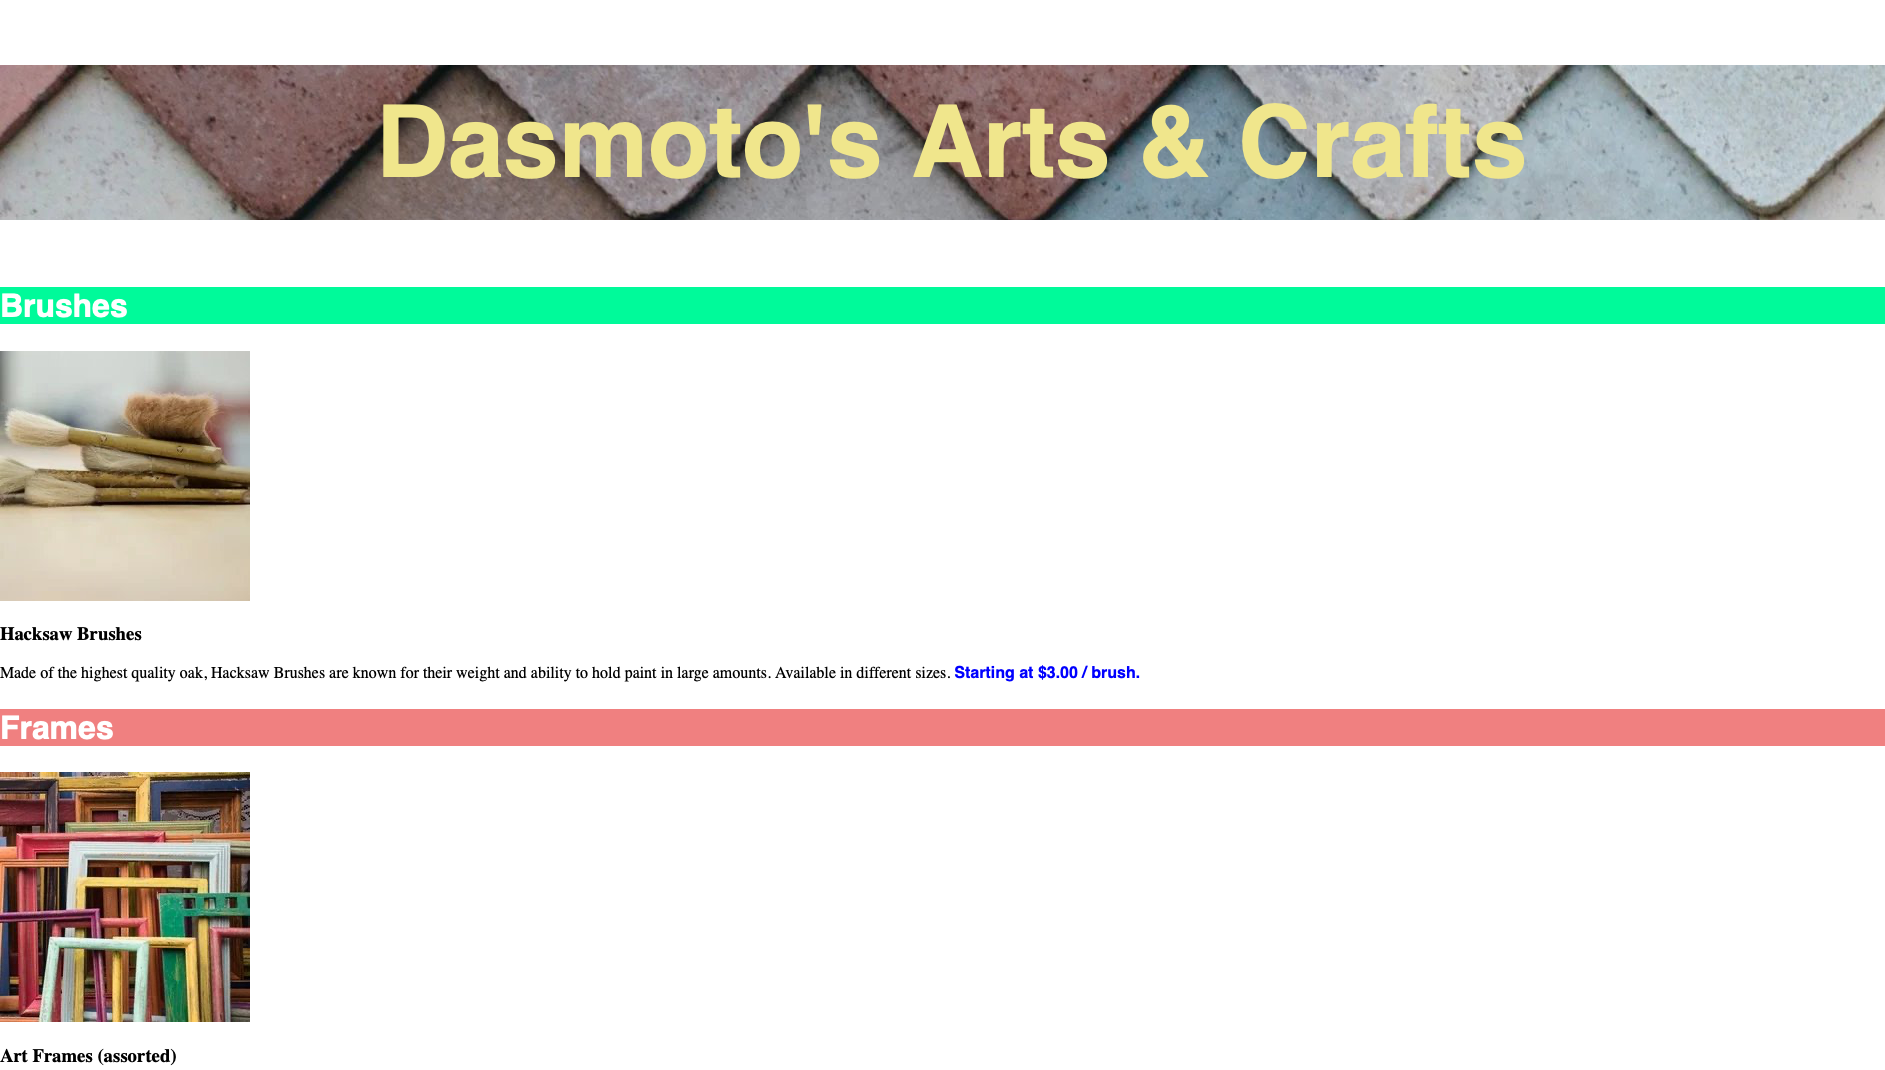 Dasmoto's Arts & Crafts
Brushes
Hacksaw Brushes
Made of the highest quality oak, Hacksaw Brushes are known for their weight and ability to hold paint in large amounts. Available in different sizes. Starting at $3.00 / brush.
Frames
Art Frames (assorted)